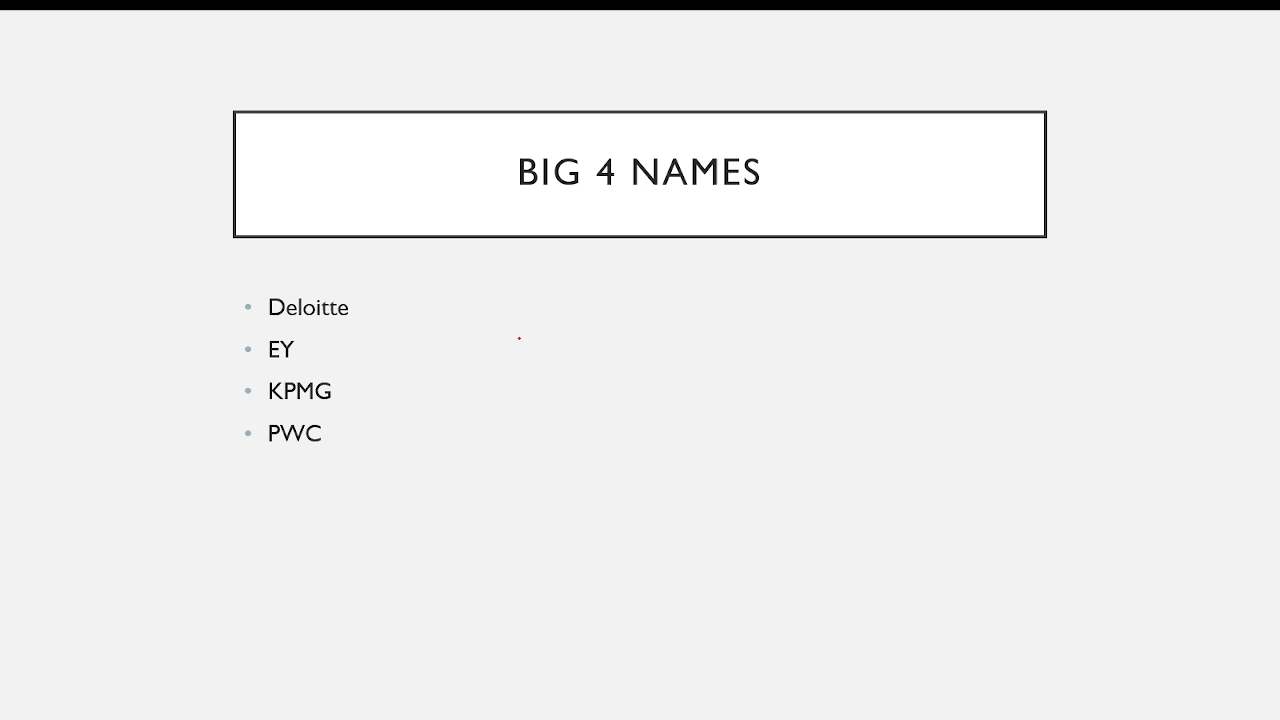 BIG 4 NAMES
• Deloitte
• EY
• KPMG
• PWC